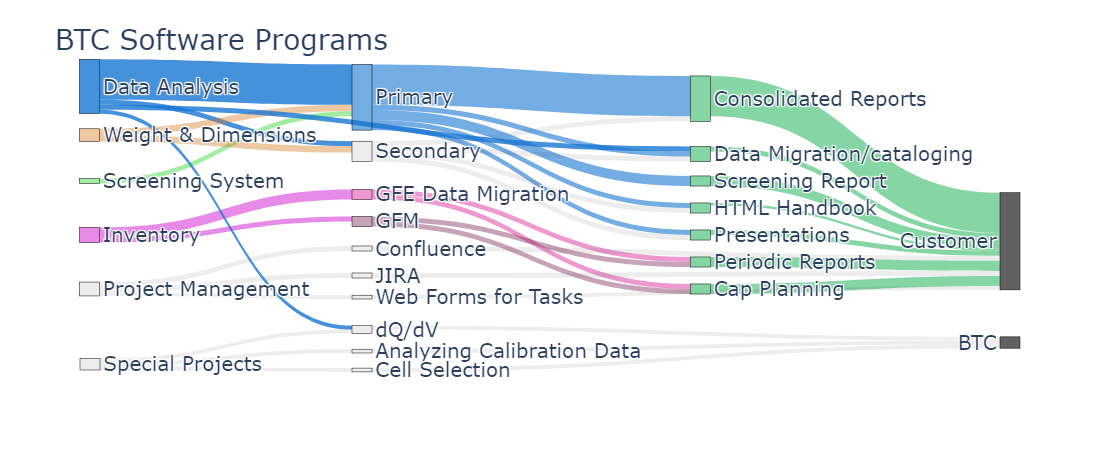 BTC Software Programs
Data Analysis
Weight & Dimensions
Screening System
Inventory
Project Management
Special Projects
Primary
Secondary
GFE Data Migration
GFM
Confluence
JIRA
Web Forms for Tasks
dQ/dV
Analyzing Calibration Data
Cell Selection
Consolidated Reports
Data Migration/cataloging
Screening Report
HTML Handbook
Presentations
Periodic Reports
Cap Planning
Customer
BTC